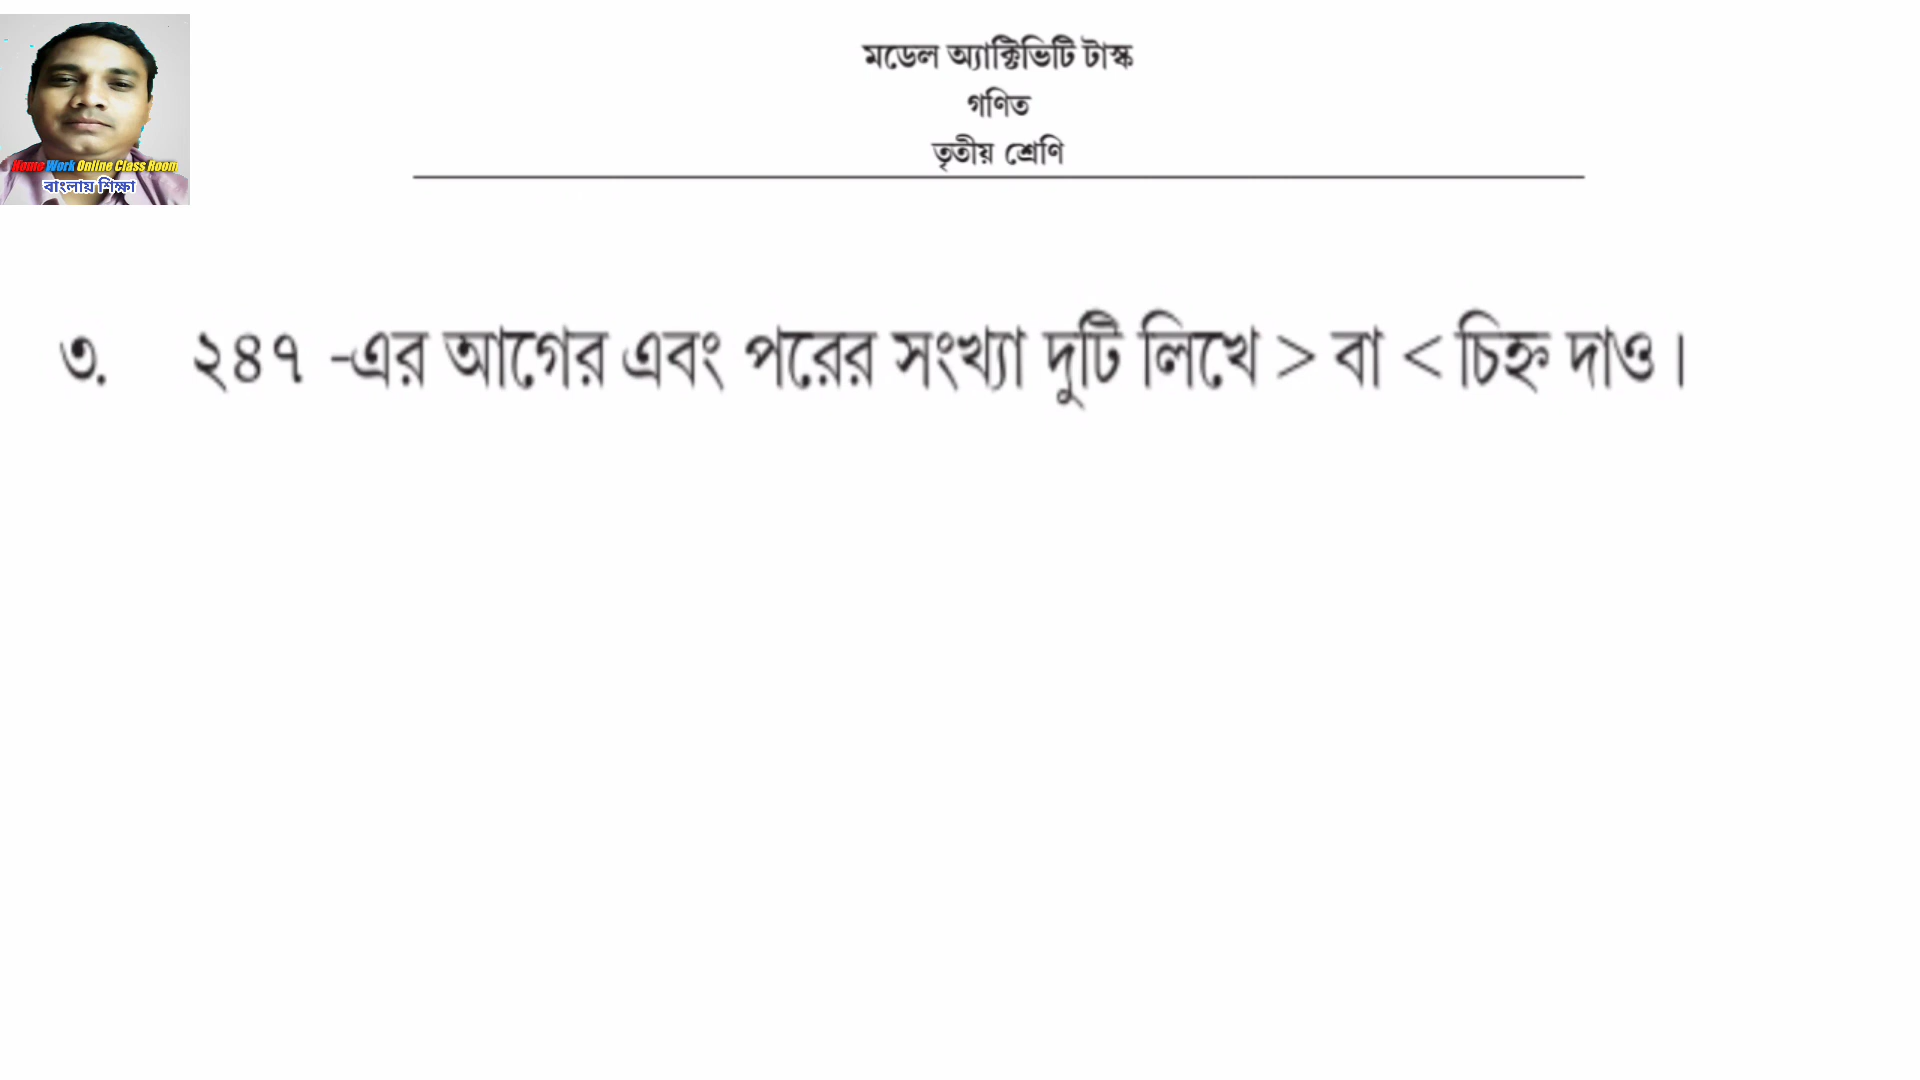 মডেল অ্যাক্টিভিটি টাস্ক
গণিত
তৃতীয় শ্রেণি
Home Work Online Class Room
বাংলায় শিক্ষা
৩. ২৪৭ -এর আগের এবং পরের সংখ্যা দুটি লিখে > বা < চিহ্ন দাও।